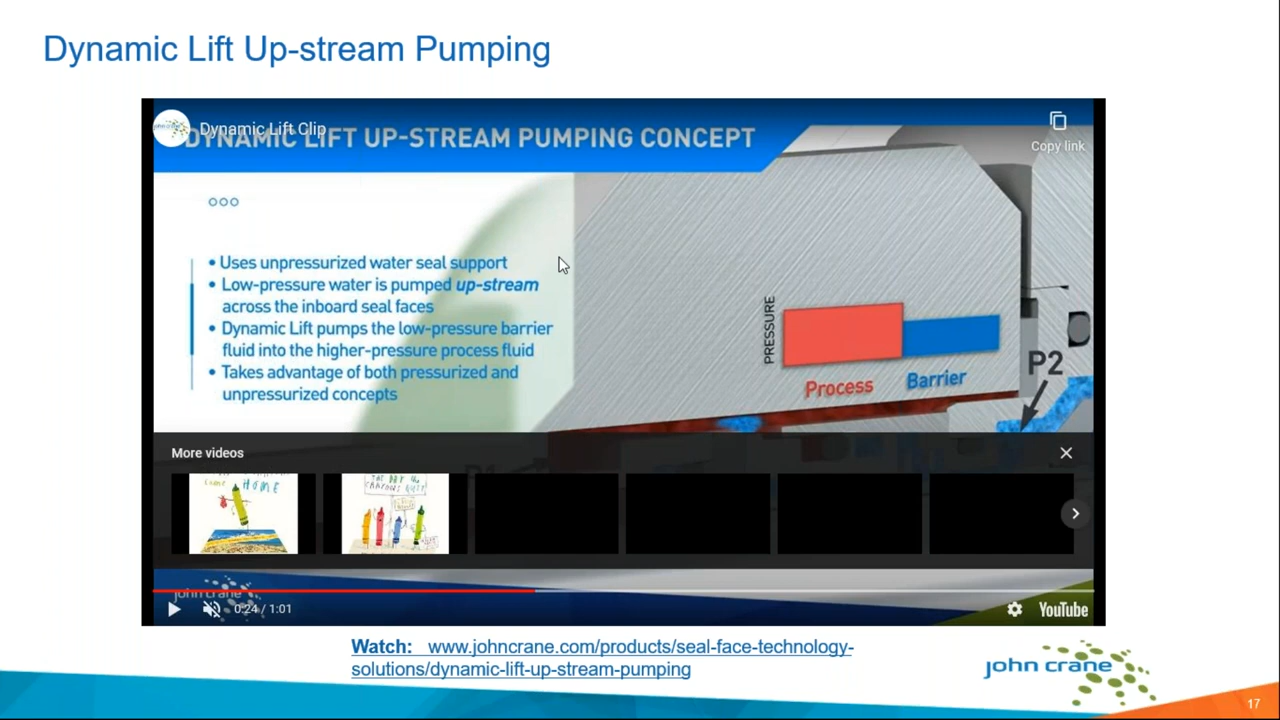 Dynamic Lift Up-stream Pumping
Dynamic Lift Clip
DYNAMIC LIFT UP-STREAM PUMPING CONCEPT
Copy link
• Uses unpressurized water seal support
• Low-pressure water is pumped up-stream
across the inboard seal faces
• Dynamic Lift pumps the low-pressure barrier
fluid into the higher-pressure process fluid
• Takes advantage of both pressurized and
unpressurized concepts
PRESSURE
Process
Barrier
P2
More videos
HOME
john crane
0:24 / 1:01
YouTube
Watch: www.johncrane.com/products/seal-face-technology-
solutions/dynamic-lift-up-stream-pumping
john crane
17